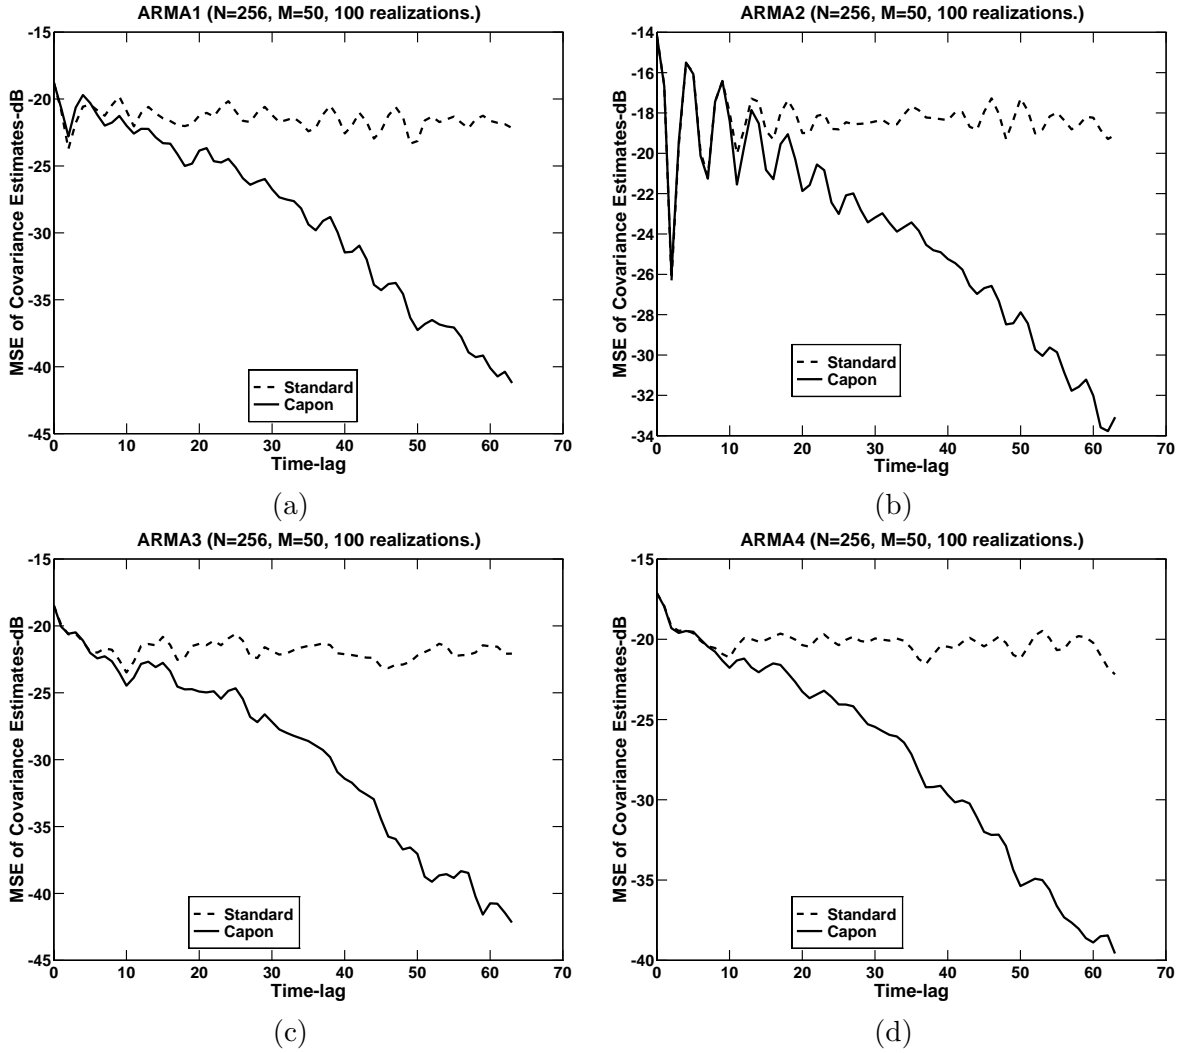 ARMA1 (N=256, M=50, 100 realizations.)
MSE of Covariance Estimates-dB
-15
-20
-25
-30
-35
-40
-45
Standard
Capon
0 10 20 30 40 50 60 70
Time-lag
(a)
ARMA2 (N=256, M=50, 100 realizations.)
MSE of Covariance Estimates-dB
-14
-16
-18
-20
-22
-24
-26
-28
-30
-32
-34
Standard
Capon
0 10 20 30 40 50 60 70
Time-lag
(b)
ARMA3 (N=256, M=50, 100 realizations.)
MSE of Covariance Estimates-dB
-15
-20
-25
-30
-35
-40
-45
Standard
Capon
0 10 20 30 40 50 60 70
Time-lag
(c)
ARMA4 (N=256, M=50, 100 realizations.)
MSE of Covariance Estimates-dB
-15
-20
-25
-30
-35
-40
Standard
Capon
0 10 20 30 40 50 60 70
Time-lag
(d)